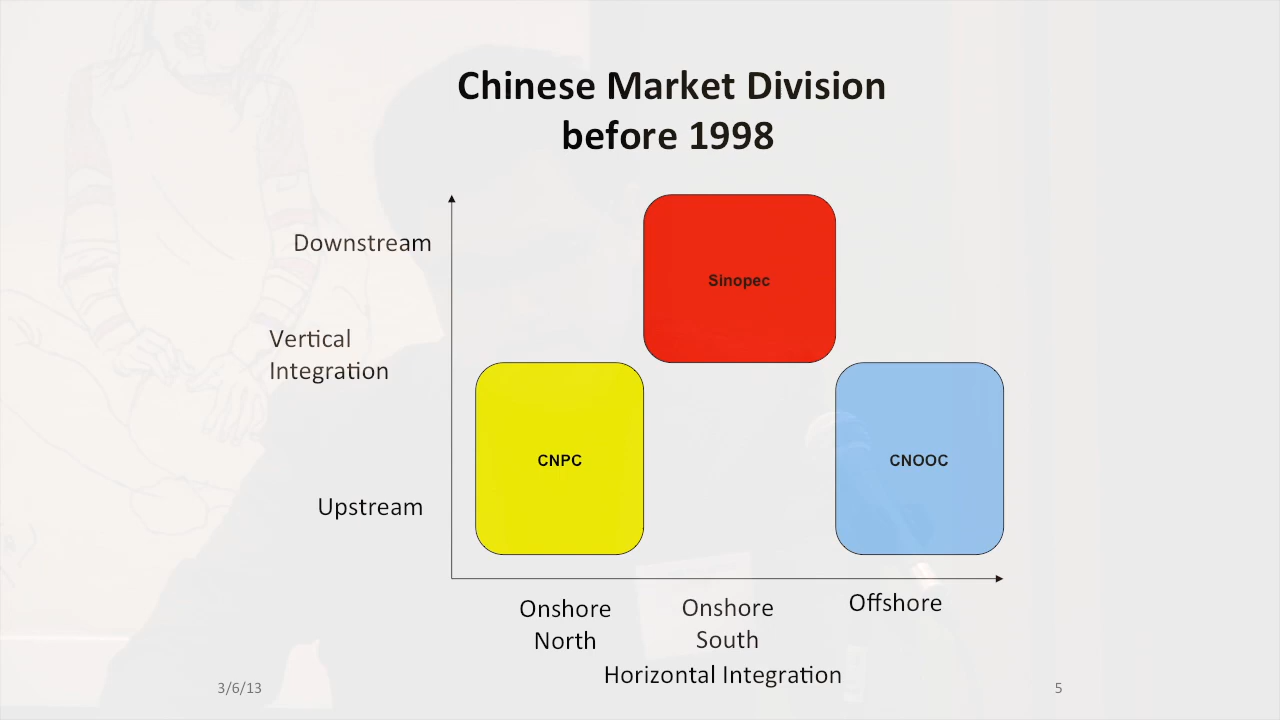 Chinese Market Division
before 1998
Downstream
Sinopec
Vertical
Integration
CNPC
CNOOC
Upstream
Onshore
North
Onshore
South
Offshore
Horizontal Integration
3/6/13
5